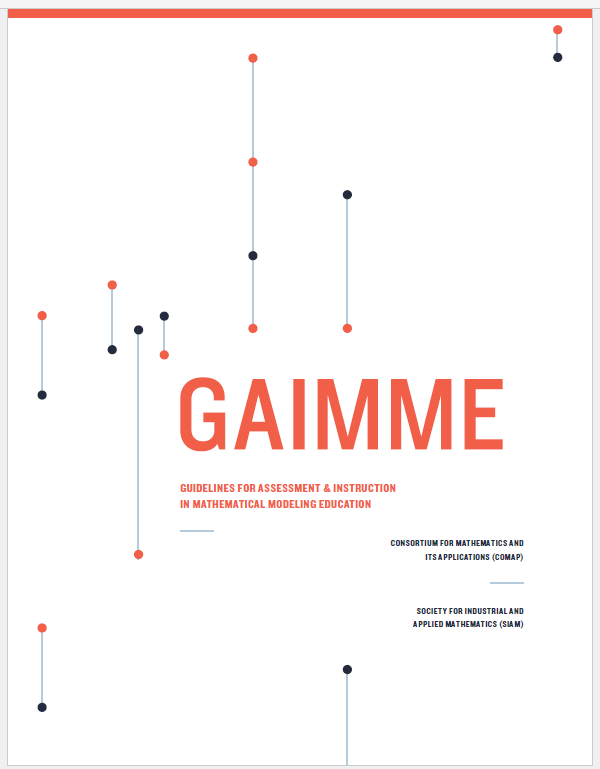 GAIMME
GUIDELINES FOR ASSESSMENT & INSTRUCTION
IN MATHEMATICAL MODELING EDUCATION
CONSORTIUM FOR MATHEMATICS AND
ITS APPLICATIONS (COMAP)
SOCIETY FOR INDUSTRIAL AND
APPLIED MATHEMATICS (SIAM)